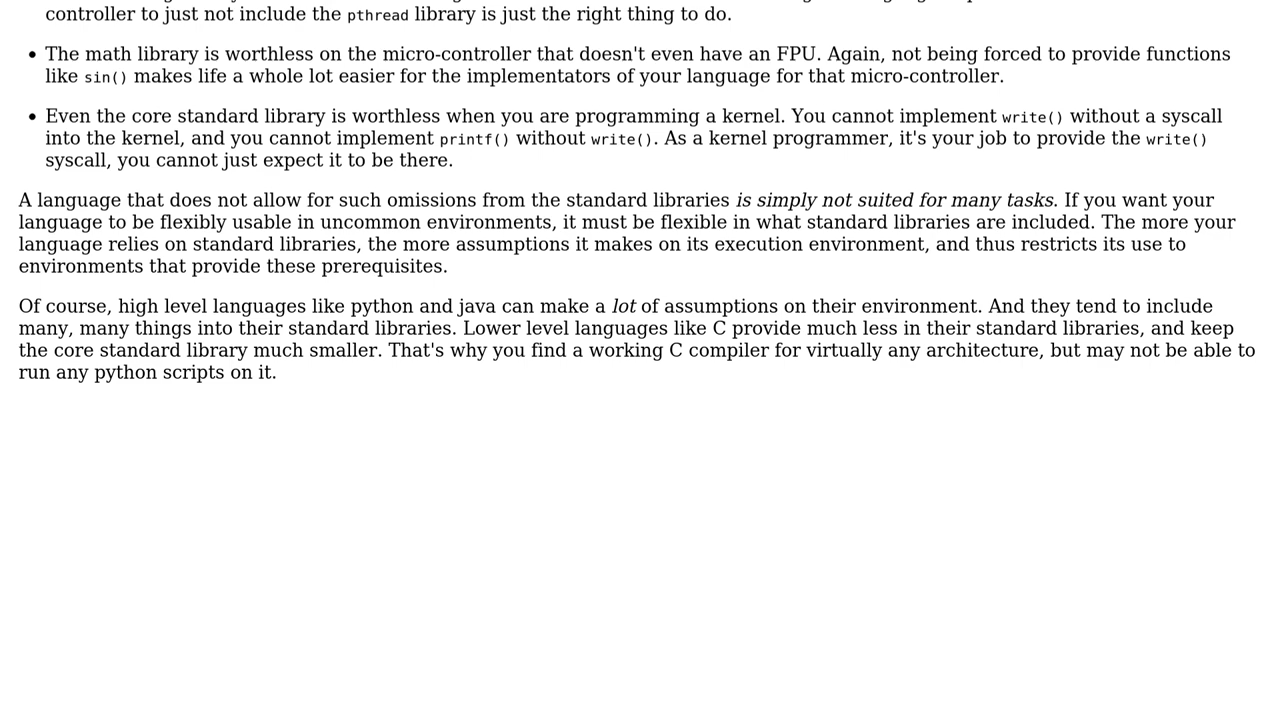 controller to just not include the pthread library is just the right thing to do.
• The math library is worthless on the micro-controller that doesn't even have an FPU. Again, not being forced to provide functions
like sin() makes life a whole lot easier for the implementators of your language for that micro-controller.
• Even the core standard library is worthless when you are programming a kernel. You cannot implement write() without a syscall
into the kernel, and you cannot implement printf() without write(). As a kernel programmer, it's your job to provide the write()
syscall, you cannot just expect it to be there.
A language that does not allow for such omissions from the standard libraries is simply not suited for many tasks. If you want your
language to be flexibly usable in uncommon environments, it must be flexible in what standard libraries are included. The more your
language relies on standard libraries, the more assumptions it makes on its execution environment, and thus restricts its use to
environments that provide these prerequisites.
Of course, high level languages like python and java can make a lot of assumptions on their environment. And they tend to include
many, many things into their standard libraries. Lower level languages like C provide much less in their standard libraries, and keep
the core standard library much smaller. That's why you find a working C compiler for virtually any architecture, but may not be able to
run any python scripts on it.